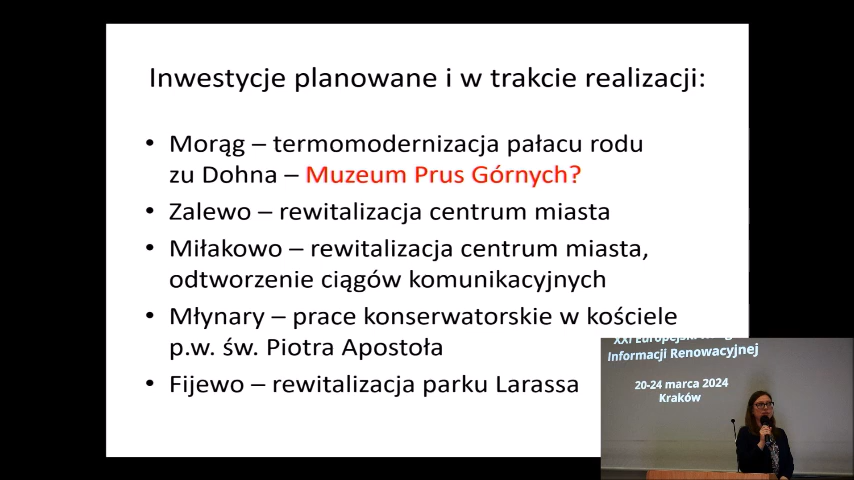 Inwestycje planowane i w trakcie realizacji:
• Morąg – termomodernizacja pałacu rodu
zu Dohna – Muzeum Prus Górnych?
• Zalewo – rewitalizacja centrum miasta
• Miłakowo – rewitalizacja centrum miasta,
odtworzenie ciągów komunikacyjnych
• Młynary – prace konserwatorskie w kościele
p.w. św. Piotra Apostoła
• Fijewo – rewitalizacja parku Larassa
XXI Europejski
Informacji Renowacyjnej
20-24 marca 2024
Kraków